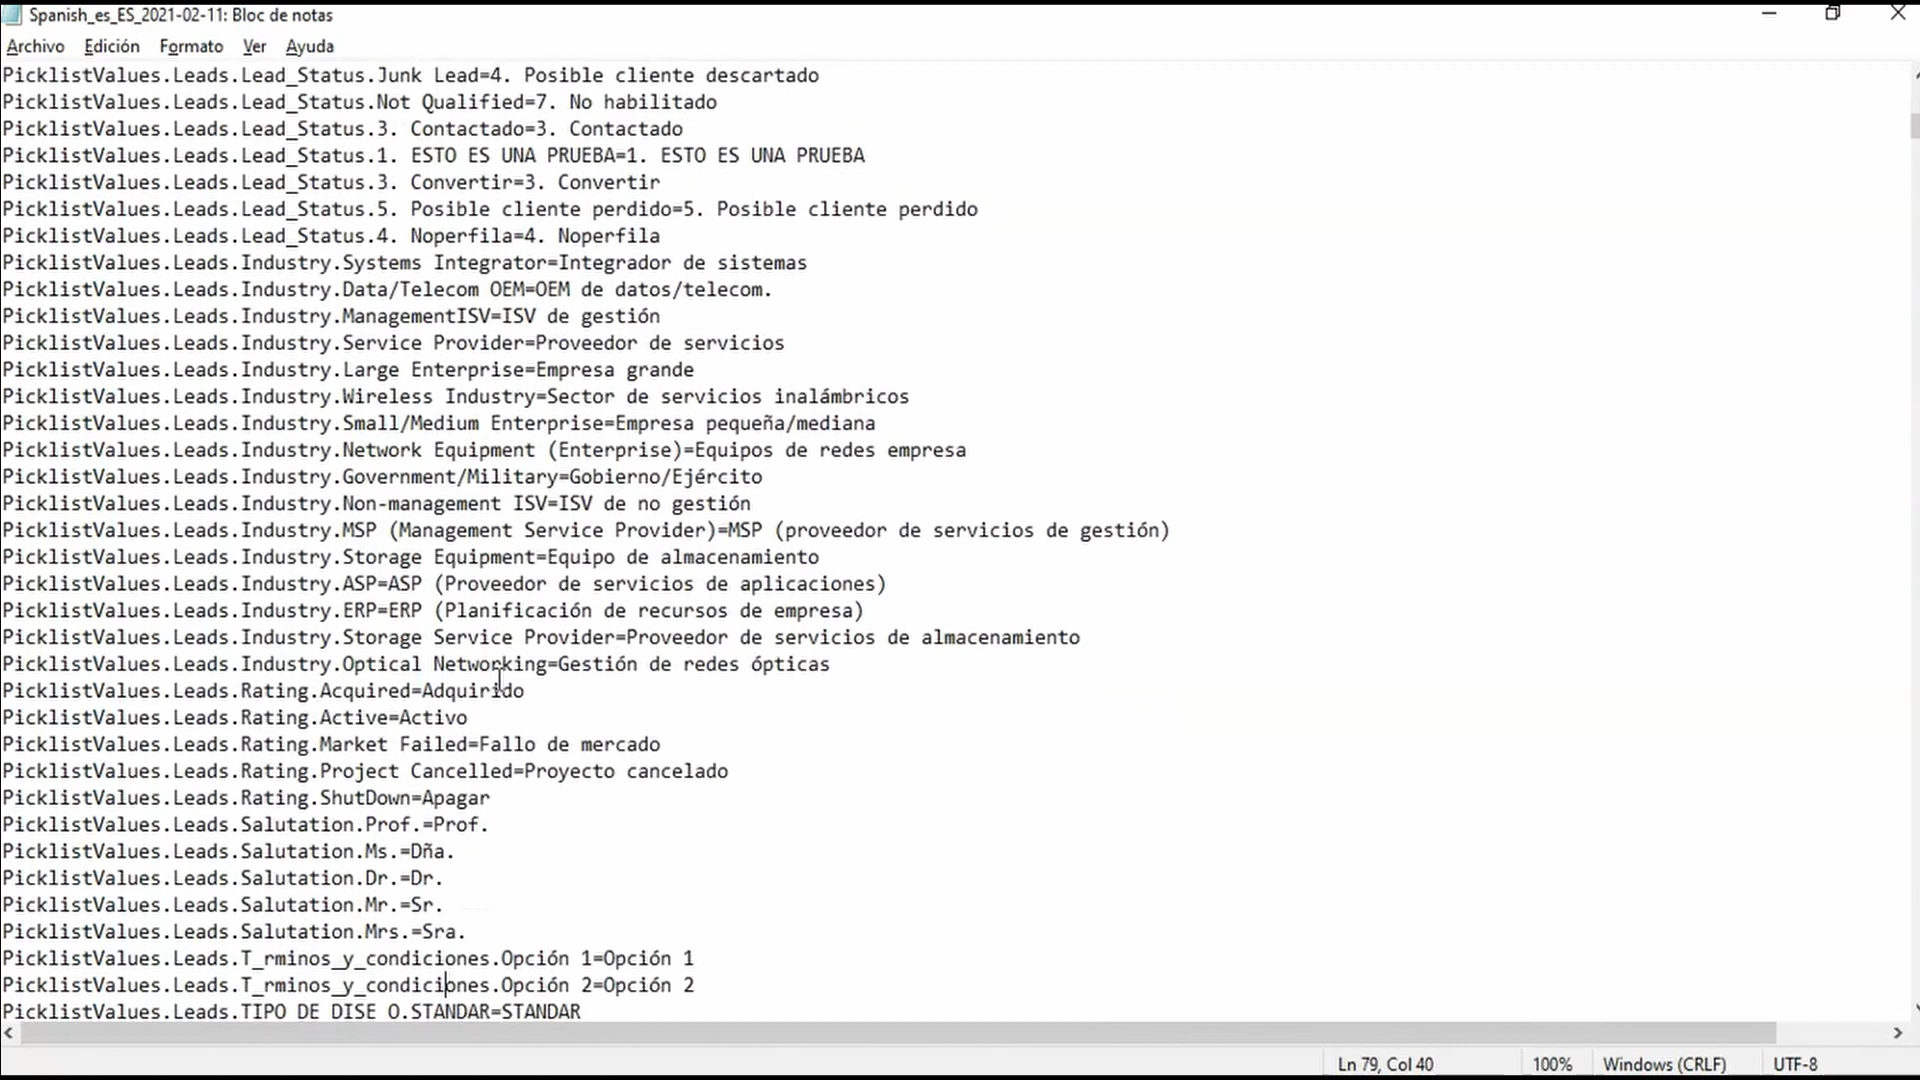 Spanish_es_ES_2021-02-11: Bloc de notas
Archivo Edición Formato Ver Ayuda
PicklistValues.Leads.Lead_Status.Junk Lead=4. Posible cliente descartado
PicklistValues.Leads.Lead_Status.Not Qualified=7. No habilitado
PicklistValues.Leads.Lead_Status.3. Contactado=3. Contactado
PicklistValues.Leads.Lead_Status.1. ESTO ES UNA PRUEBA=1. ESTO ES UNA PRUEBA
PicklistValues.Leads.Lead_Status.3. Convertir=3. Convertir
PicklistValues.Leads.Lead_Status.5. Posible cliente perdido=5. Posible cliente perdido
PicklistValues.Leads.Lead_Status.4. Noperfila=4. Noperfila
PicklistValues.Leads.Industry.Systems Integrator=Integrador de sistemas
PicklistValues.Leads.Industry.Data/Telecom OEM=OEM de datos/telecom.
PicklistValues.Leads.Industry.ManagementISV=ISV de gestión
PicklistValues.Leads.Industry.Service Provider=Proveedor de servicios
PicklistValues.Leads.Industry.Large Enterprise=Empresa grande
PicklistValues.Leads.Industry.Wireless Industry=Sector de servicios inalámbricos
PicklistValues.Leads.Industry.Small/Medium Enterprise=Empresa pequeña/mediana
PicklistValues.Leads.Industry.Network Equipment (Enterprise)=Equipos de redes empresa
PicklistValues.Leads.Industry.Government/Military=Gobierno/Ejército
PicklistValues.Leads.Industry.Non-management ISV=ISV de no gestión
PicklistValues.Leads.Industry.MSP (Management Service Provider)=MSP (proveedor de servicios de gestión)
PicklistValues.Leads.Industry.Storage Equipment=Equipo de almacenamiento
PicklistValues.Leads.Industry.ASP=ASP (Proveedor de servicios de aplicaciones)
PicklistValues.Leads.Industry.ERP=ERP (Planificación de recursos de empresa)
PicklistValues.Leads.Industry.Storage Service Provider=Proveedor de servicios de almacenamiento
PicklistValues.Leads.Industry.Optical Networking=Gestión de redes ópticas
PicklistValues.Leads.Rating.Acquired=Adquirido
PicklistValues.Leads.Rating.Active=Activo
PicklistValues.Leads.Rating.Market Failed=Fallo de mercado
PicklistValues.Leads.Rating.Project Cancelled=Proyecto cancelado
PicklistValues.Leads.Rating.ShutDown=Apagar
PicklistValues.Leads.Salutation.Prof.=Prof.
PicklistValues.Leads.Salutation.Ms.=Dña.
PicklistValues.Leads.Salutation.Dr.=Dr.
PicklistValues.Leads.Salutation.Mr.=Sr.
PicklistValues.Leads.Salutation.Mrs.=Sra.
PicklistValues.Leads.T_rminos_y_condiciones.Opción 1=Opción 1
PicklistValues.Leads.T_rminos_y_condiciones.Opción 2=Opción 2
PicklistValues.Leads.TIPO DE DISE O.STANDAR=STANDAR
Ln 79, Col 40 100% Windows (CRLF) UTF-8